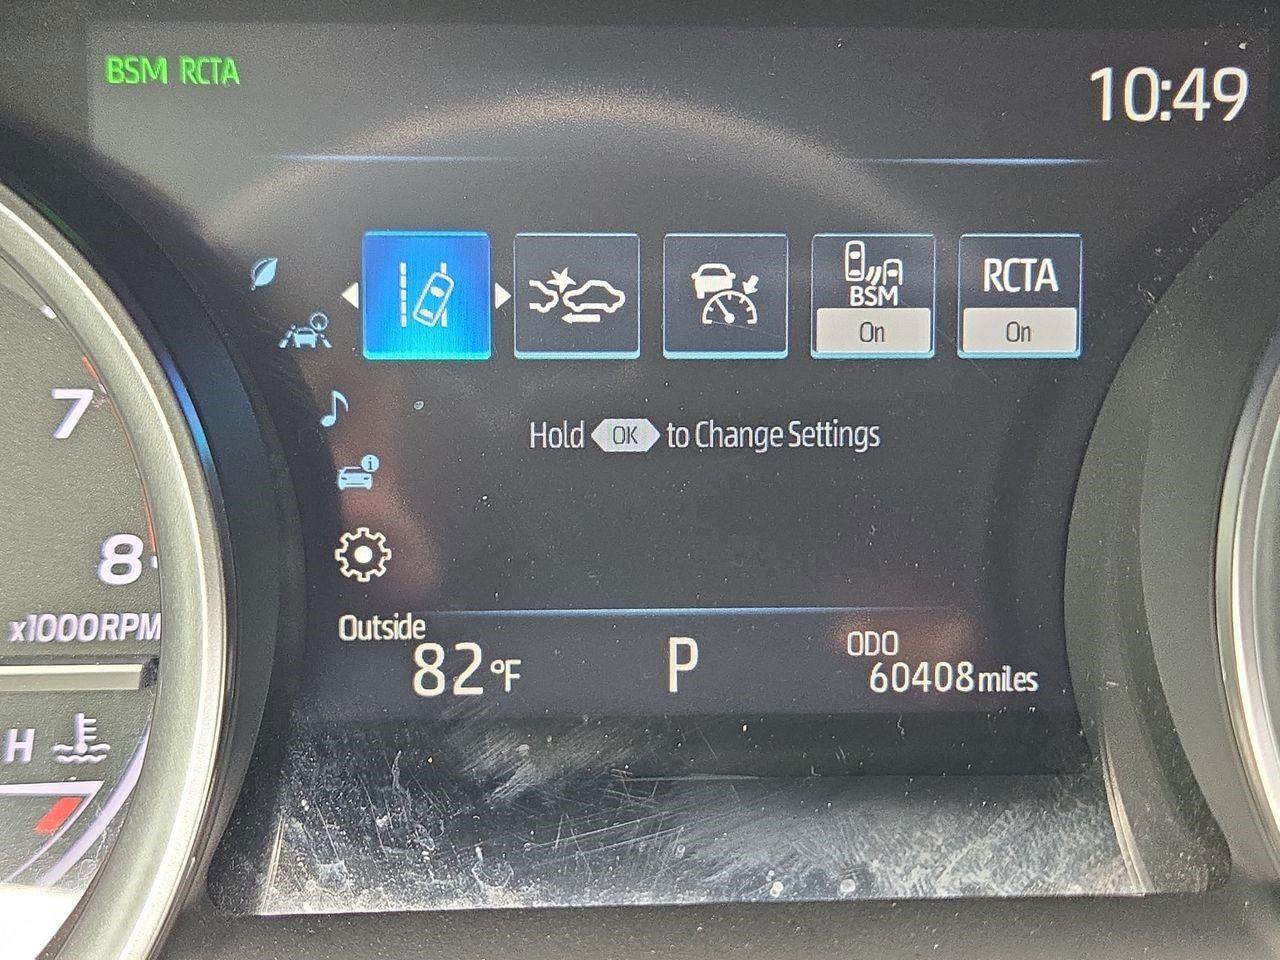 BSM RCTA
10:49
BSM
On
RCTA
On
Hold OK to Change Settings
7
8
x1000RPM
H
Outside
82°F
P
ODO
60408 miles